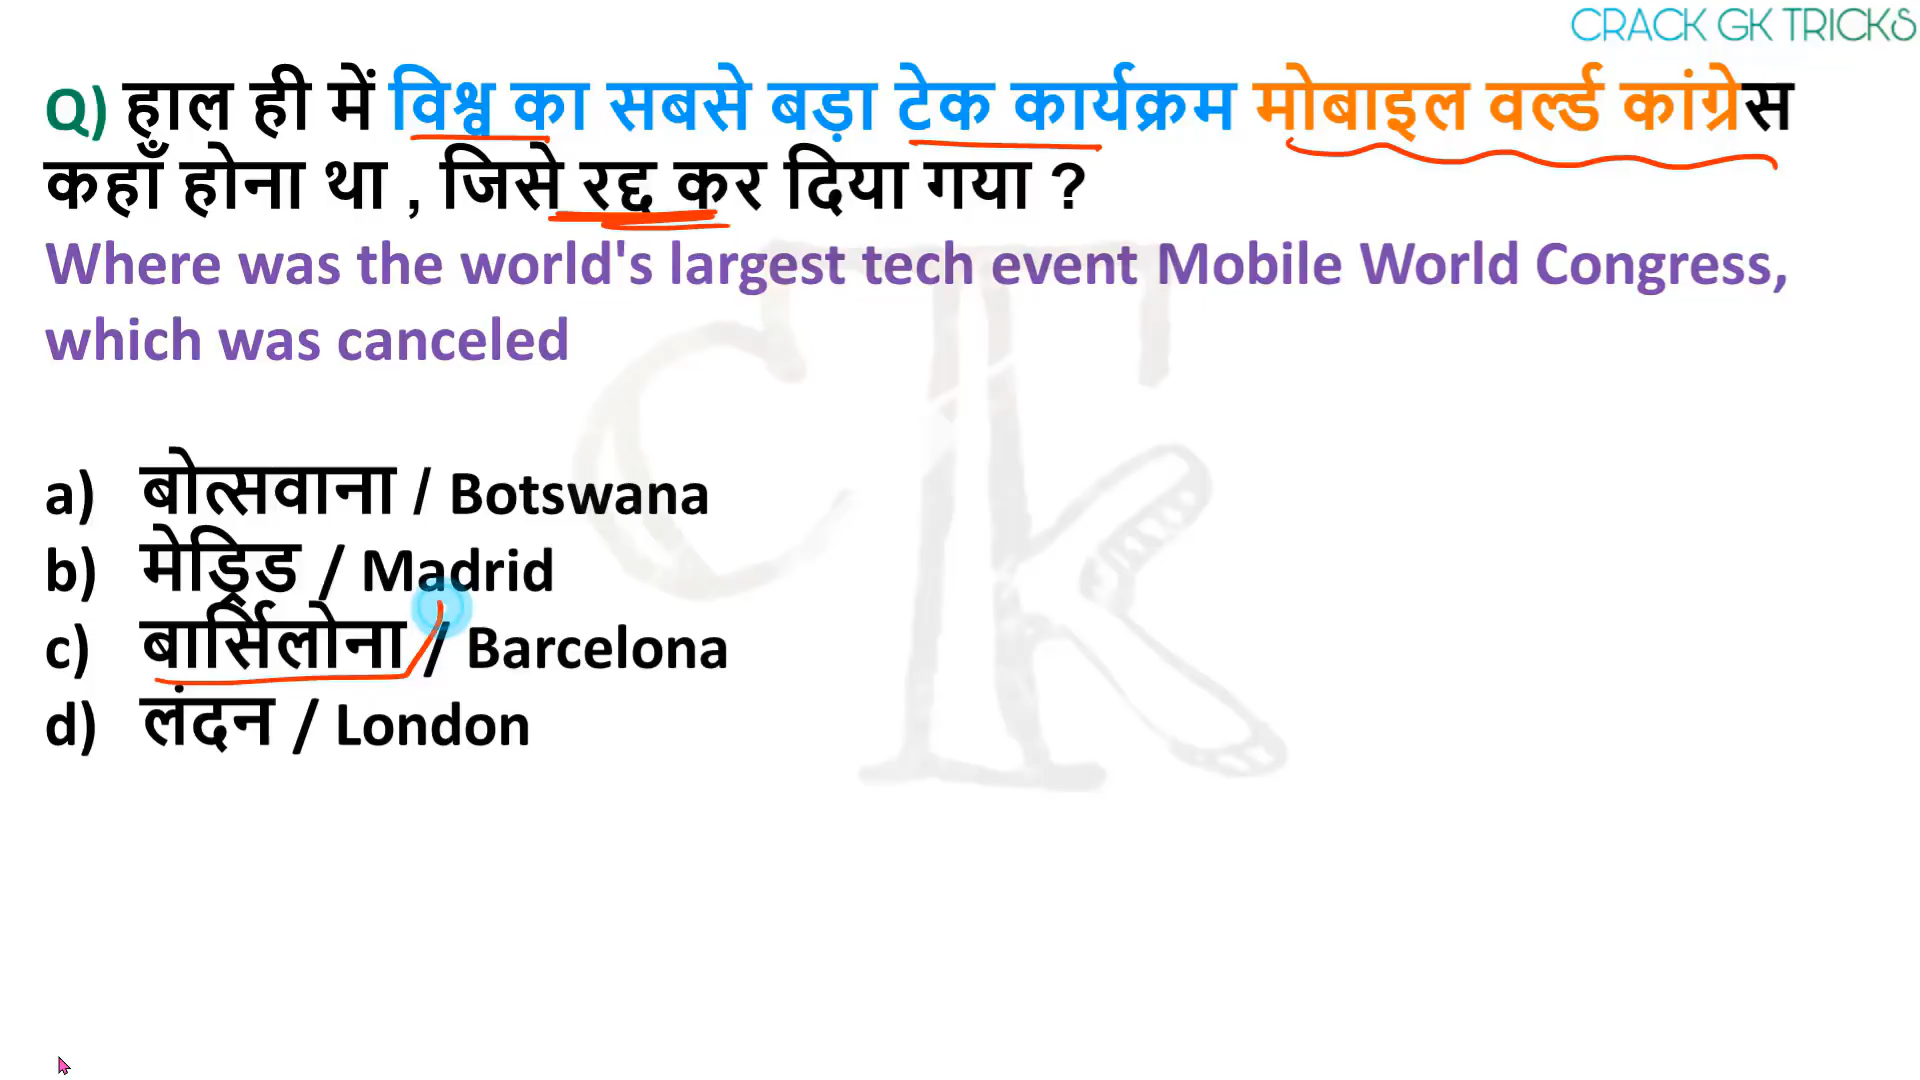 CRACK GK TRICKS
Q) हाल ही में विश्व का सबसे बड़ा टेक कार्यक्रम मोबाइल वर्ल्ड कांग्रेस
कहाँ होना था , जिसे रद्द कर दिया गया ?
Where was the world's largest tech event Mobile World Congress,
which was canceled
a) बोत्सवाना / Botswana
b) मेड्रिड / Madrid
c) बार्सिलोना / Barcelona
d) लंदन / London